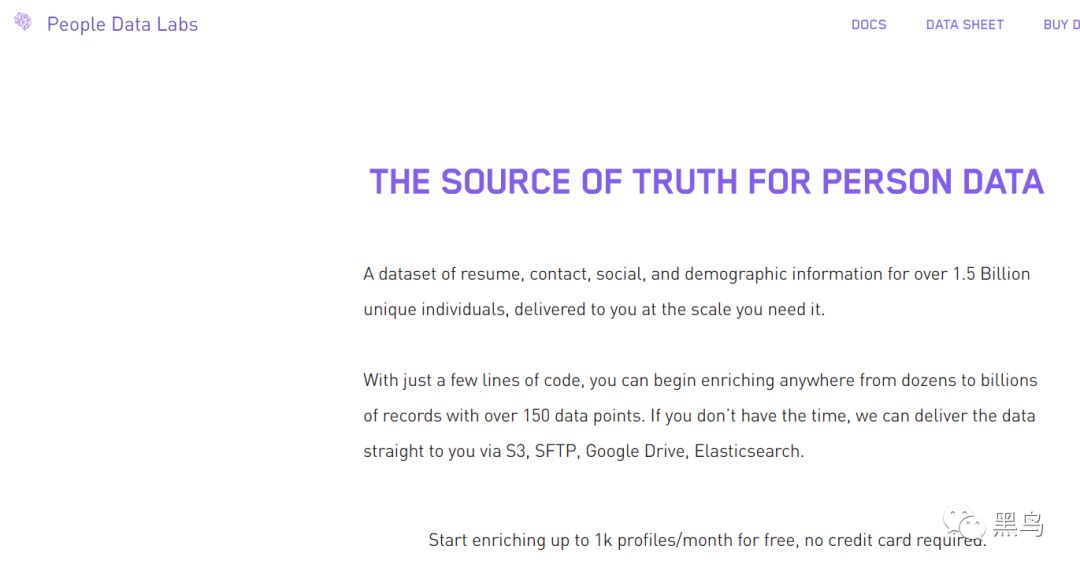 People Data Labs
DOCS DATA SHEET BUY D
THE SOURCE OF TRUTH FOR PERSON DATA
A dataset of resume, contact, social, and demographic information for over 1.5 Billion
unique individuals, delivered to you at the scale you need it.
With just a few lines of code, you can begin enriching anywhere from dozens to billions
of records with over 150 data points. If you don't have the time, we can deliver the data
straight to you via S3, SFTP, Google Drive, Elasticsearch.
Start enriching up to 1k profiles/month for free, no credit card required.
黑鸟